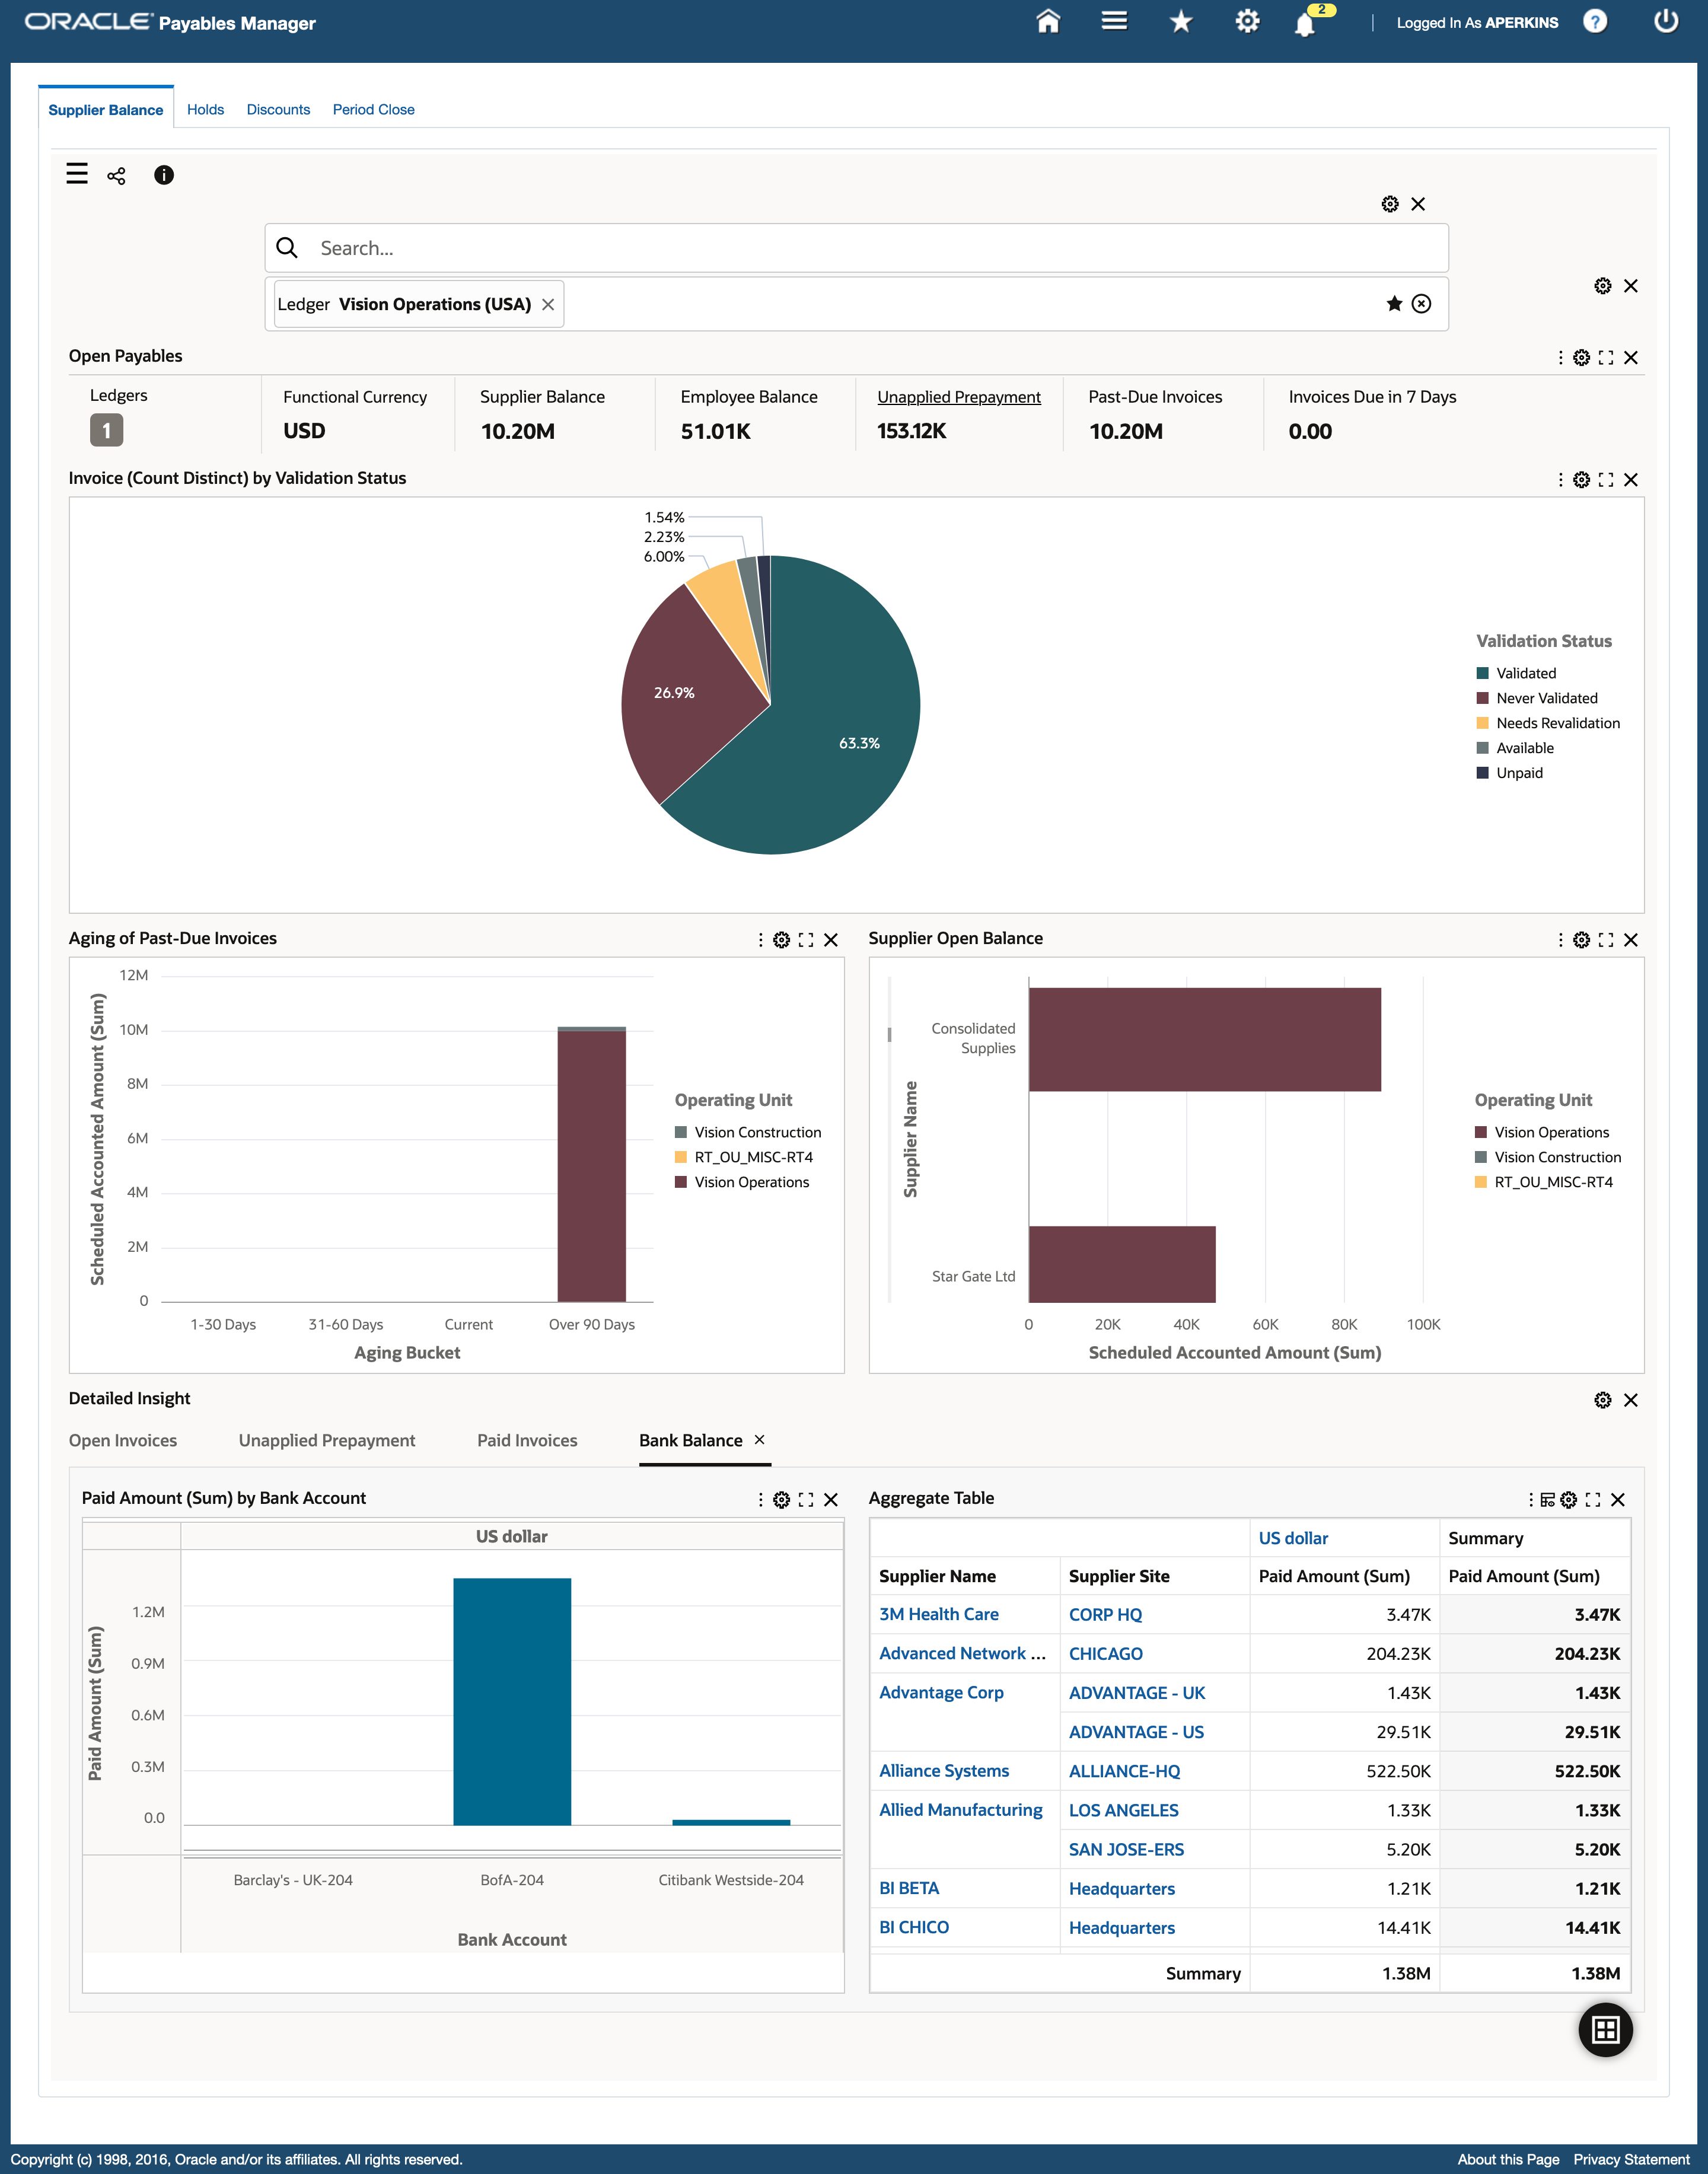 ORACLE Payables Manager
2
Logged In As APERKINS
?
Supplier Balance Holds Discounts Period Close
Search...
Ledger Vision Operations (USA)
Open Payables
Ledgers
1
Functional Currency
USD
Supplier Balance
10.20M
Employee Balance
51.01K
Unapplied Prepayment
153.12K
Past-Due Invoices
10.20M
Invoices Due in 7 Days
0.00
Invoice (Count Distinct) by Validation Status
1.54%
2.23%
6.00%
26.9%
63.3%
Validation Status
Validated
Never Validated
Needs Revalidation
Available
Unpaid
Aging of Past-Due Invoices
Scheduled Accounted Amount (Sum)
12M
10M
8M
6M
4M
2M
0
1-30 Days 31-60 Days Current Over 90 Days
Aging Bucket
Operating Unit
Vision Construction
RT_OU_MISC-RT4
Vision Operations
Supplier Open Balance
Supplier Name
Consolidated
Supplies
Star Gate Ltd
0 20K 40K 60K 80K 100K
Scheduled Accounted Amount (Sum)
Operating Unit
Vision Operations
Vision Construction
RT_OU_MISC-RT4
Detailed Insight
Open Invoices Unapplied Prepayment Paid Invoices Bank Balance
Paid Amount (Sum) by Bank Account
US dollar
Paid Amount (Sum)
1.2M
0.9M
0.6M
0.3M
0.0
Barclay's - UK-204 BofA-204 Citibank Westside-204
Bank Account
Aggregate Table
US dollar Summary
Supplier Name Supplier Site Paid Amount (Sum) Paid Amount (Sum)
3M Health Care CORP HQ 3.47K 3.47K
Advanced Network ... CHICAGO 204.23K 204.23K
Advantage Corp ADVANTAGE - UK 1.43K 1.43K
ADVANTAGE - US 29.51K 29.51K
Alliance Systems ALLIANCE-HQ 522.50K 522.50K
Allied Manufacturing LOS ANGELES 1.33K 1.33K
SAN JOSE-ERS 5.20K 5.20K
BI BETA Headquarters 1.21K 1.21K
BI CHICO Headquarters 14.41K 14.41K
Summary 1.38M 1.38M
Copyright (c) 1998, 2016, Oracle and/or its affiliates. All rights reserved.
About this Page Privacy Statement